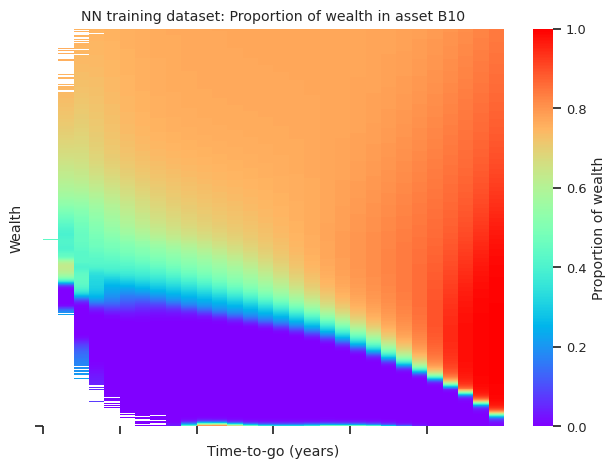 NN training dataset: Proportion of wealth in asset B10
Wealth
Time-to-go (years)
1.0
0.8
0.6
0.4
0.2
0.0
Proportion of wealth